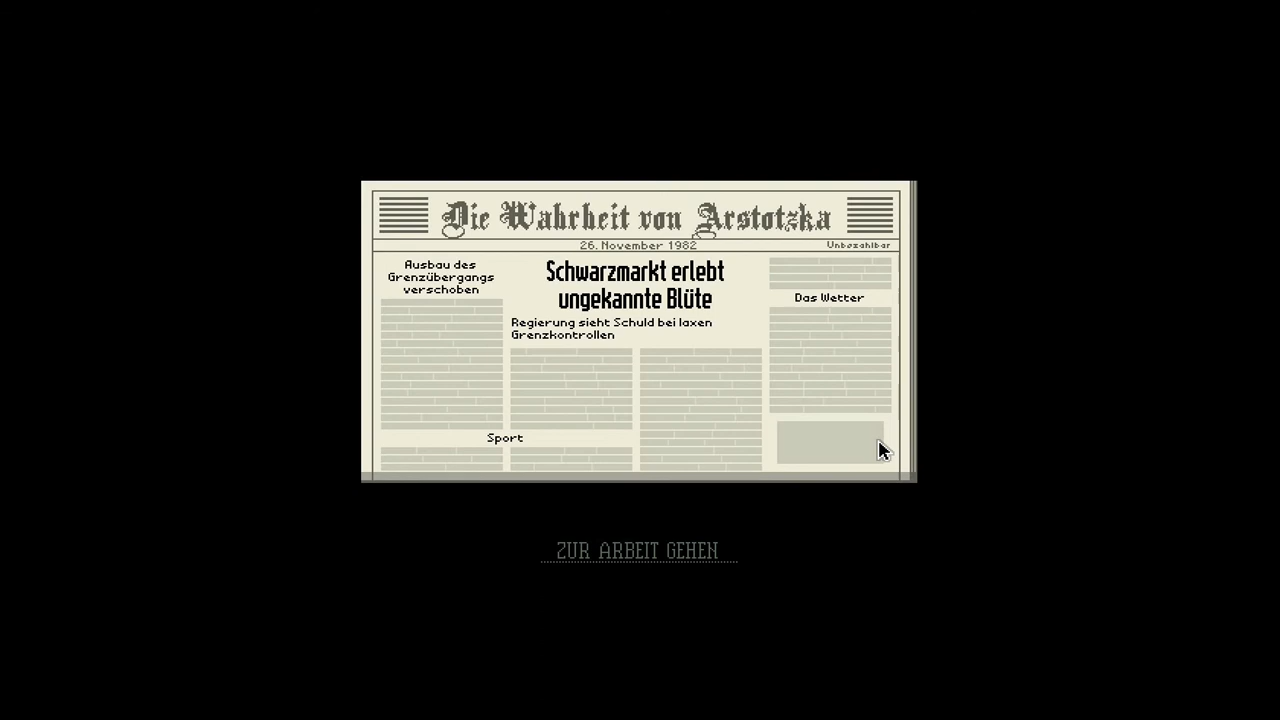 Die Wahrheit von Arstotzka
26. November 1982
Unbezahlbar
Ausbau des
Grenzübergangs
verschoben
Schwarzmarkt erlebt
ungekannte Blüte
Regierung sieht Schuld bei laxen
Grenzkontrollen
Das Wetter
Sport
ZUR ARBEIT GEHEN